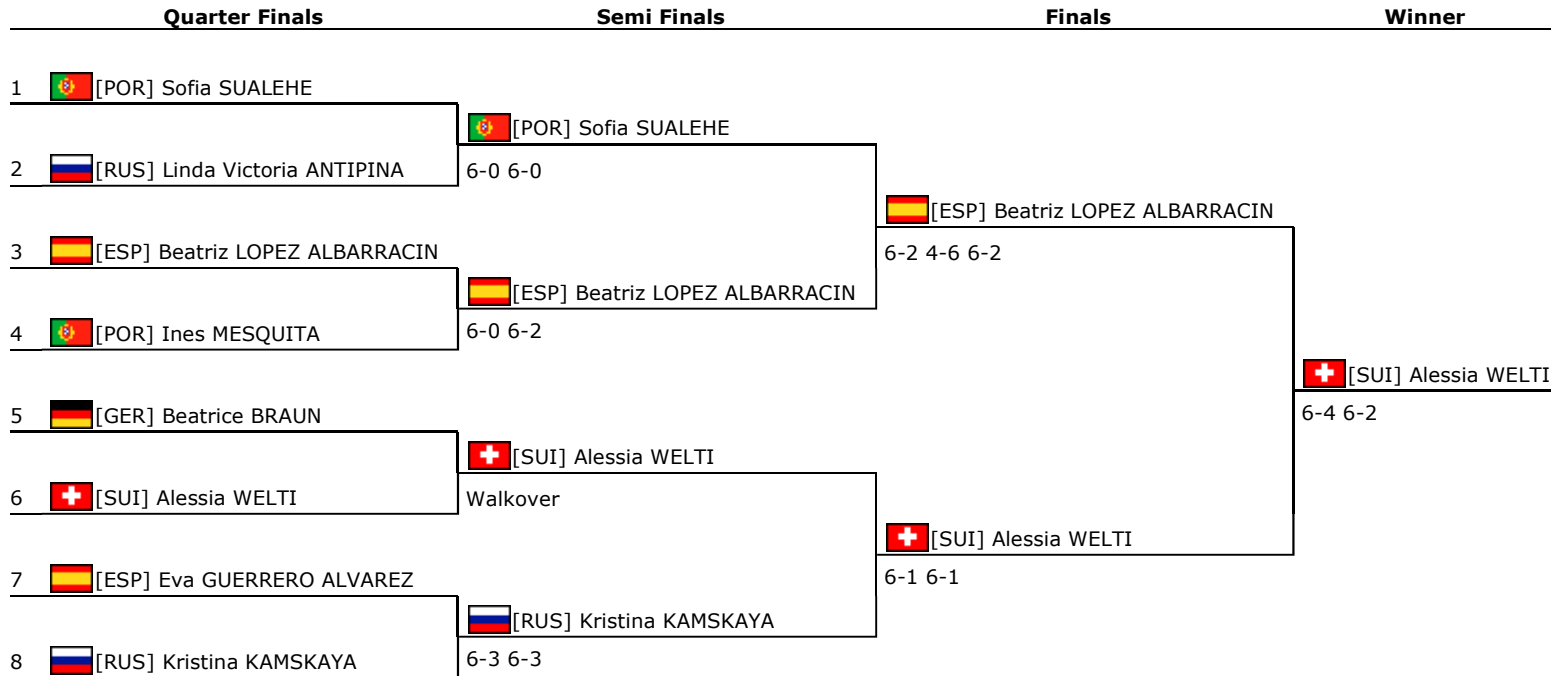 Quarter Finals Semi Finals Finals Winner
1 [POR] Sofia SUALEHE
[POR] Sofia SUALEHE
2 [RUS] Linda Victoria ANTIPINA 6-0 6-0
[ESP] Beatriz LOPEZ ALBARRACIN
3 [ESP] Beatriz LOPEZ ALBARRACIN 6-2 4-6 6-2
[ESP] Beatriz LOPEZ ALBARRACIN
4 [POR] Ines MESQUITA 6-0 6-2
[SUI] Alessia WELTI
5 [GER] Beatrice BRAUN 6-4 6-2
[SUI] Alessia WELTI
6 [SUI] Alessia WELTI Walkover
[SUI] Alessia WELTI
7 [ESP] Eva GUERRERO ALVAREZ 6-1 6-1
[RUS] Kristina KAMSKAYA
8 [RUS] Kristina KAMSKAYA 6-3 6-3